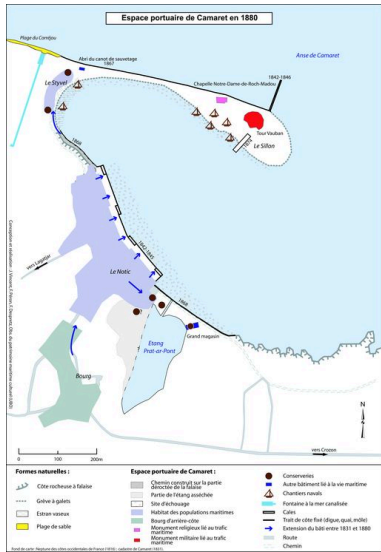 Espace portuaire de Camaret en 1880
Plage du Corréjou
Abri du canot de sauvetage
1867
Anse de Camaret
Le Styvel
Chapelle Notre-Dame-de-Roch-Madou
1842-1846
Tour Vauban
Le Sillon
1868
1842-1845
vers Lagatjar
Le Notic
1868
Grand magasin
Etang
Prat-ar-Pont
Bourg
N
vers Crozon
0 100 200m
Formes naturelles :
Côte rocheuse à falaise
Grève à galets
Estran vaseux
Plage de sable
Espace portuaire de Camaret :
Chemin construit sur la partie
déroctée de la falaise
Partie de l'étang asséchée
Site d'échouage
Habitat des populations maritimes
Bourg d'arrière-côte
Monument religieux lié au trafic
maritime
Monument militaire lié au trafic
maritime
Conserveries
Autre bâtiment lié à la vie maritime
Chantiers navals
Fontaine à la mer canalisée
Cales
Trait de côte fixé (digue, quai, môle)
Extension du bâti entre 1831 et 1880
Route
Chemin